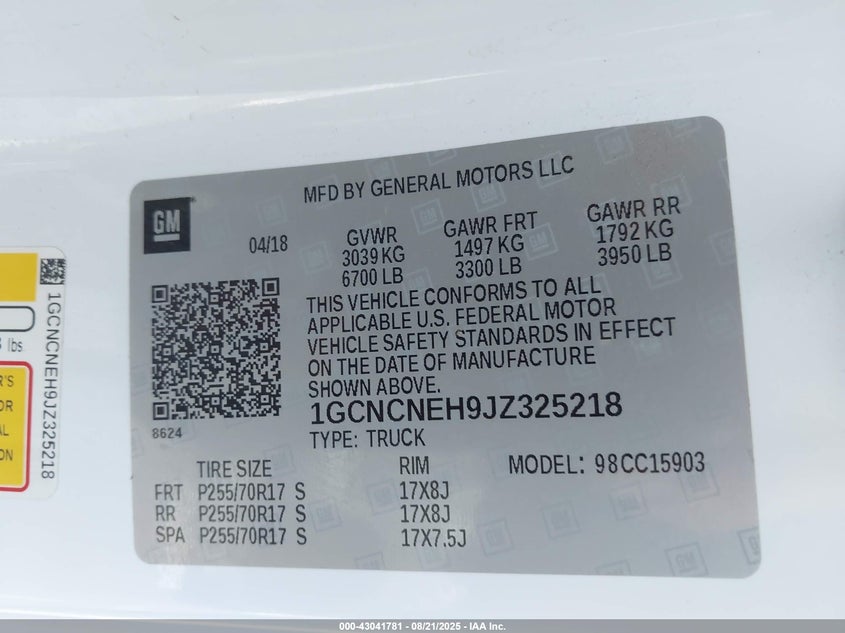 MFD BY GENERAL MOTORS LLC
GM
04/18
GVWR
3039 KG
6700 LB
GAWR FRT
1497 KG
3300 LB
GAWR RR
1792 KG
3950 LB
THIS VEHICLE CONFORMS TO ALL
APPLICABLE U.S. FEDERAL MOTOR
VEHICLE SAFETY STANDARDS IN EFFECT
ON THE DATE OF MANUFACTURE
SHOWN ABOVE.
8624
1GCNCNEH9JZ325218
TYPE: TRUCK
TIRE SIZE RIM MODEL: 98CC15903
FRT P255/70R17 S 17X8J
RR P255/70R17 S 17X8J
SPA P255/70R17 S 17X7.5J
1GCNCNEH9JZ325218
lbs
000-43041781 - 08/21/2025 - IAA Inc.